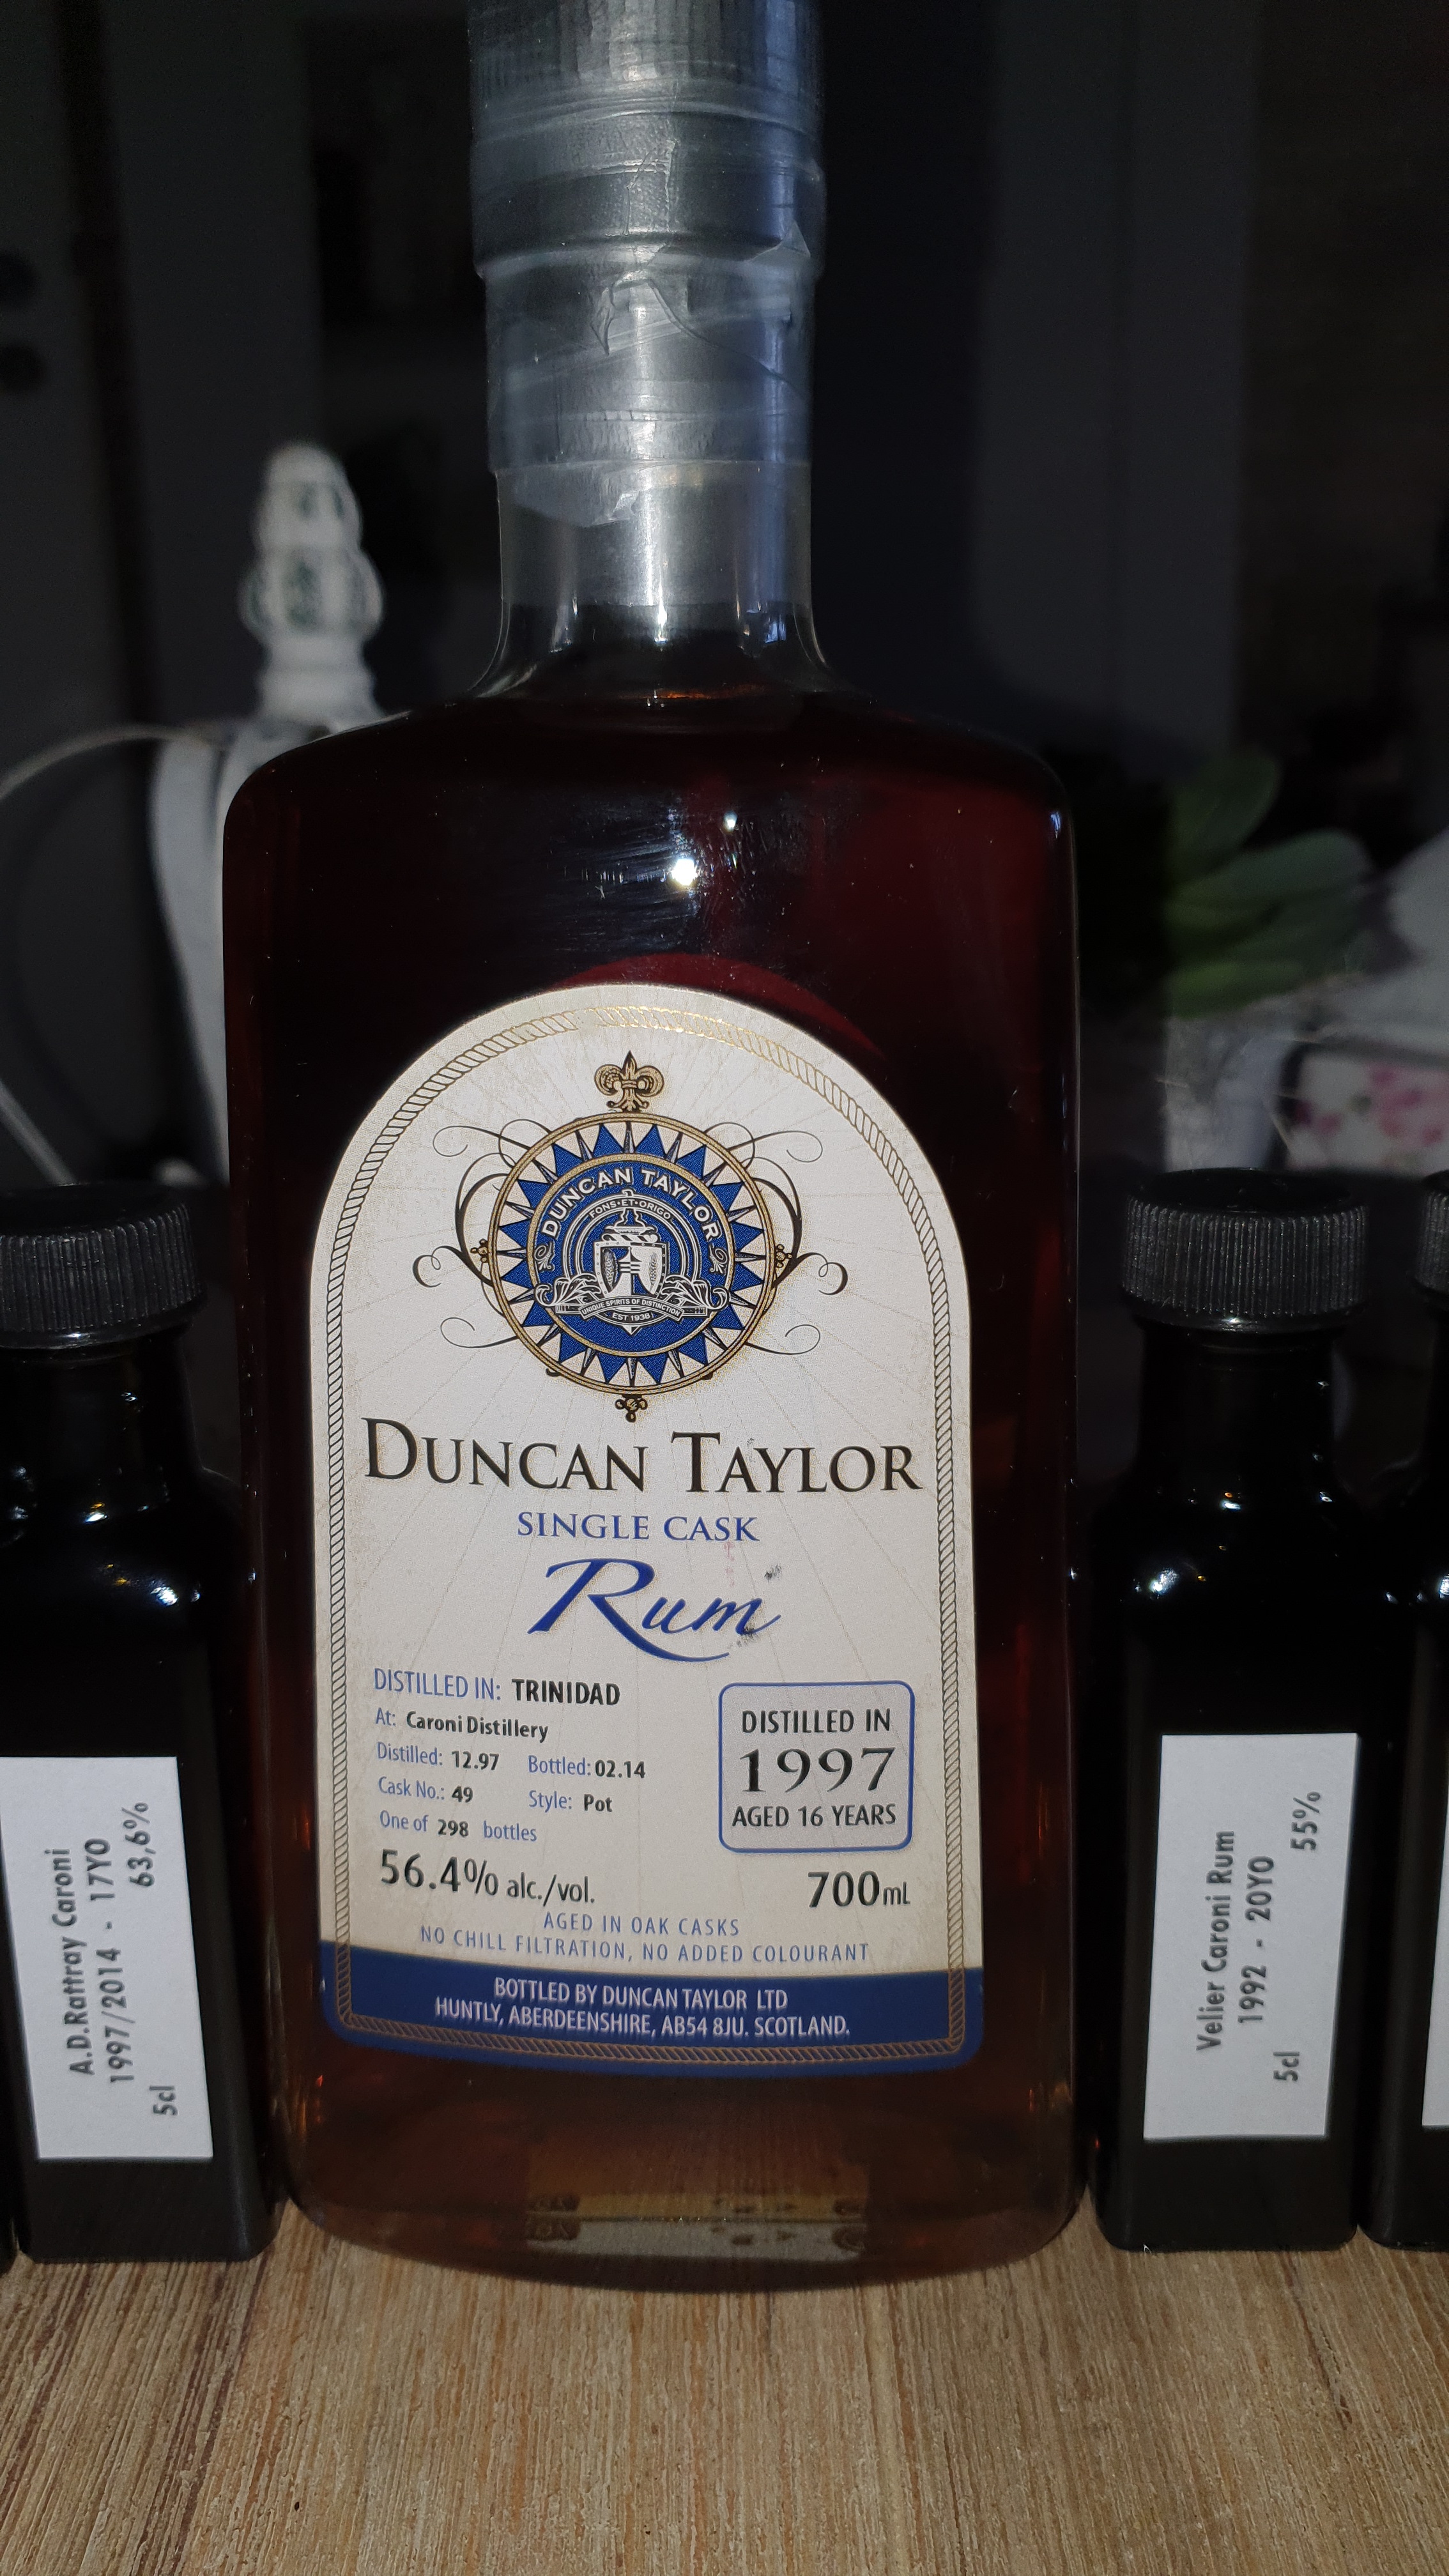 DUNCAN TAYLOR
FONS·ET·ORIGO
UNIQUE SPIRITS OF DISTINCTION
EST 1938
DUNCAN TAYLOR
SINGLE CASK
Rum
DISTILLED IN: TRINIDAD
At: Caroni Distillery
Distilled: 12.97 Bottled: 02.14
Cask No.: 49 Style: Pot
One of 298 bottles
DISTILLED IN
1997
AGED 16 YEARS
56.4% alc./vol. 700mL
AGED IN OAK CASKS
NO CHILL FILTRATION, NO ADDED COLOURANT
BOTTLED BY DUNCAN TAYLOR LTD
HUNTLY, ABERDEENSHIRE, AB54 8JU. SCOTLAND.
A.D.Rattray Caroni
1997/2014 - 17YO
5cl 63,6%
Velier Caroni Rum
1992 - 20YO
5cl 55%